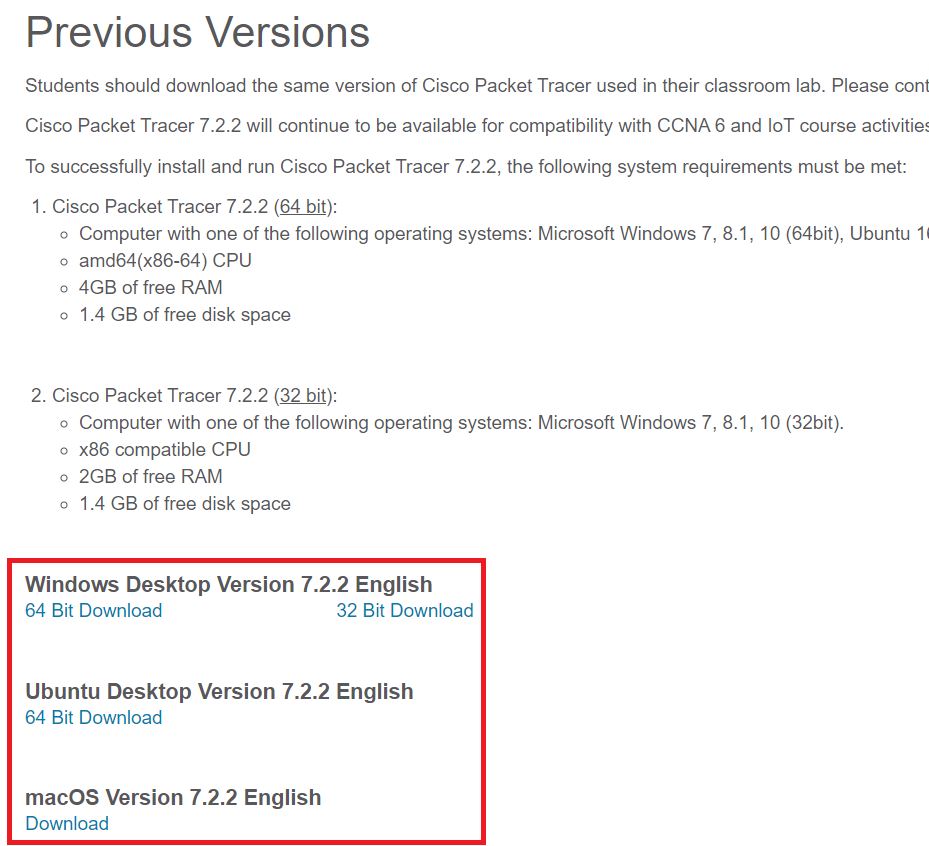 Previous Versions
Students should download the same version of Cisco Packet Tracer used in their classroom lab. Please
Cisco Packet Tracer 7.2.2 will continue to be available for compatibility with CCNA 6 and IoT course activities
To successfully install and run Cisco Packet Tracer 7.2.2, the following system requirements must be met:
1. Cisco Packet Tracer 7.2.2 (64 bit):
Computer with one of the following operating systems: Microsoft Windows 7, 8.1, 10 (64bit), Ubuntu
amd64(x86-64) CPU
4GB of free RAM
1.4 GB of free disk space
2. Cisco Packet Tracer 7.2.2 (32 bit):
Computer with one of the following operating systems: Microsoft Windows 7, 8.1, 10 (32bit).
x86 compatible CPU
2GB of free RAM
1.4 GB of free disk space
Windows Desktop Version 7.2.2 English
64 Bit Download 32 Bit Download
Ubuntu Desktop Version 7.2.2 English
64 Bit Download
macOS Version 7.2.2 English
Download